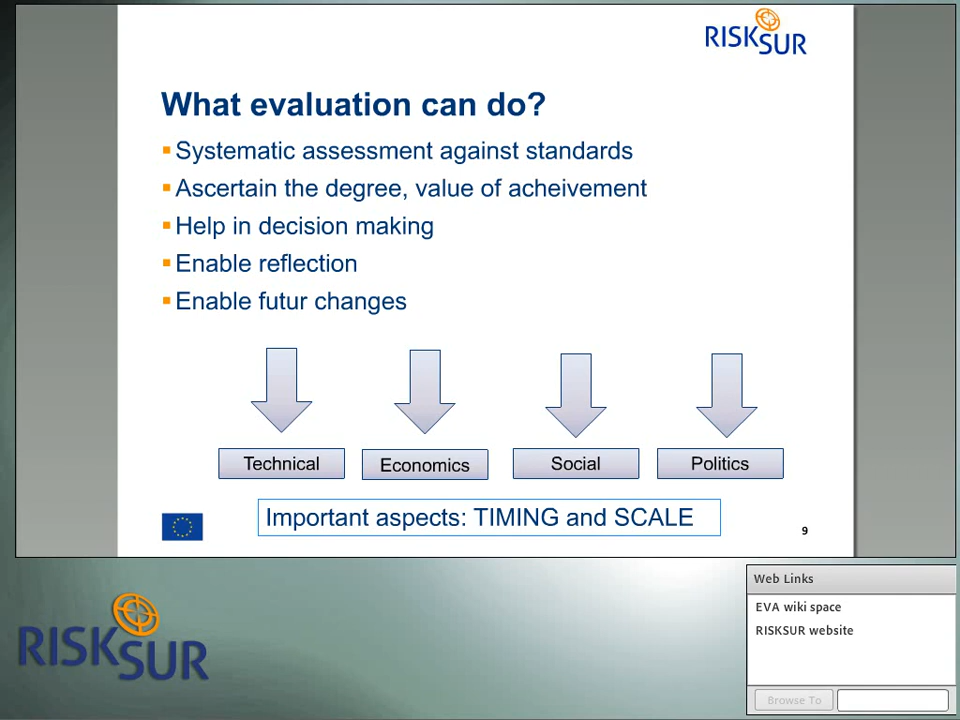 RISKSUR
What evaluation can do?
Systematic assessment against standards
Ascertain the degree, value of acheivement
Help in decision making
Enable reflection
Enable futur changes
Technical
Economics
Social
Politics
Important aspects: TIMING and SCALE
9
RISKSUR
Web Links
EVA wiki space
RISKSUR website
Browse To